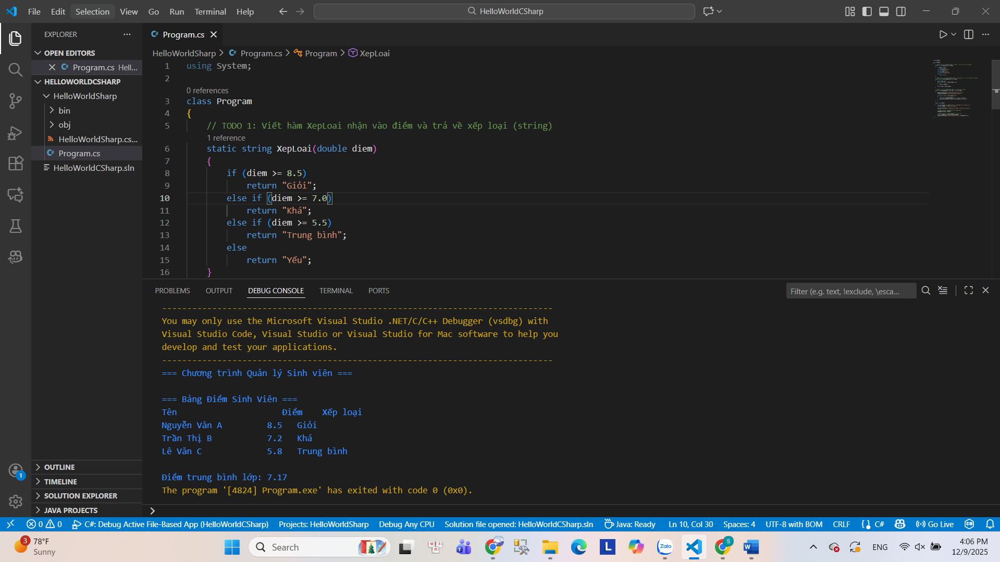 File Edit Selection View Go Run Terminal Help
HelloWorldCSharp
EXPLORER
OPEN EDITORS
Program.cs Hell...
HELLOWORLDCSHARP
HelloWorldSharp
bin
obj
HelloWorldSharp.cs...
Program.cs
HelloWorldCSharp.sln
OUTLINE
TIMELINE
SOLUTION EXPLORER
JAVA PROJECTS
1
Program.cs
HelloWorldSharp > Program.cs > Program > XepLoai
1 using System;
2
0 references
3 class Program
4 {
5 // TODO 1: Viết hàm XepLoai nhận vào điểm và trả về xếp loại (string)
1 reference
6 static string XepLoai(double diem)
7 {
8 if (diem >= 8.5)
9 return "Giỏi";
10 else if (diem >= 7.0)
11 return "Khá";
12 else if (diem >= 5.5)
13 return "Trung bình";
14 else
15 return "Yếu";
16 }
PROBLEMS OUTPUT DEBUG CONSOLE TERMINAL PORTS
Filter (e.g. text, !exclude, \esca...
------------------------------------------------------------------------------
You may only use the Microsoft Visual Studio .NET/C/C++ Debugger (vsdbg) with
Visual Studio Code, Visual Studio or Visual Studio for Mac software to help you
develop and test your applications.
------------------------------------------------------------------------------
=== Chương trình Quản lý Sinh viên ===
=== Bảng Điểm Sinh Viên ===
Tên Điểm Xếp loại
Nguyễn Văn A 8.5 Giỏi
Trần Thị B 7.2 Khá
Lê Văn C 5.8 Trung bình
Điểm trung bình lớp: 7.17
The program '[4824] Program.exe' has exited with code 0 (0x0).
0 0 C#: Debug Active File-Based App (HelloWorldCSharp) Projects: HelloWorldSharp Debug Any CPU Solution file opened: HelloWorldCSharp.sln Java: Ready Ln 10, Col 30 Spaces: 4 UTF-8 with BOM CRLF C# Go Live
3
78°F
Sunny
Search
L
Zalo
S
W
ENG
4:06 PM
12/9/2025